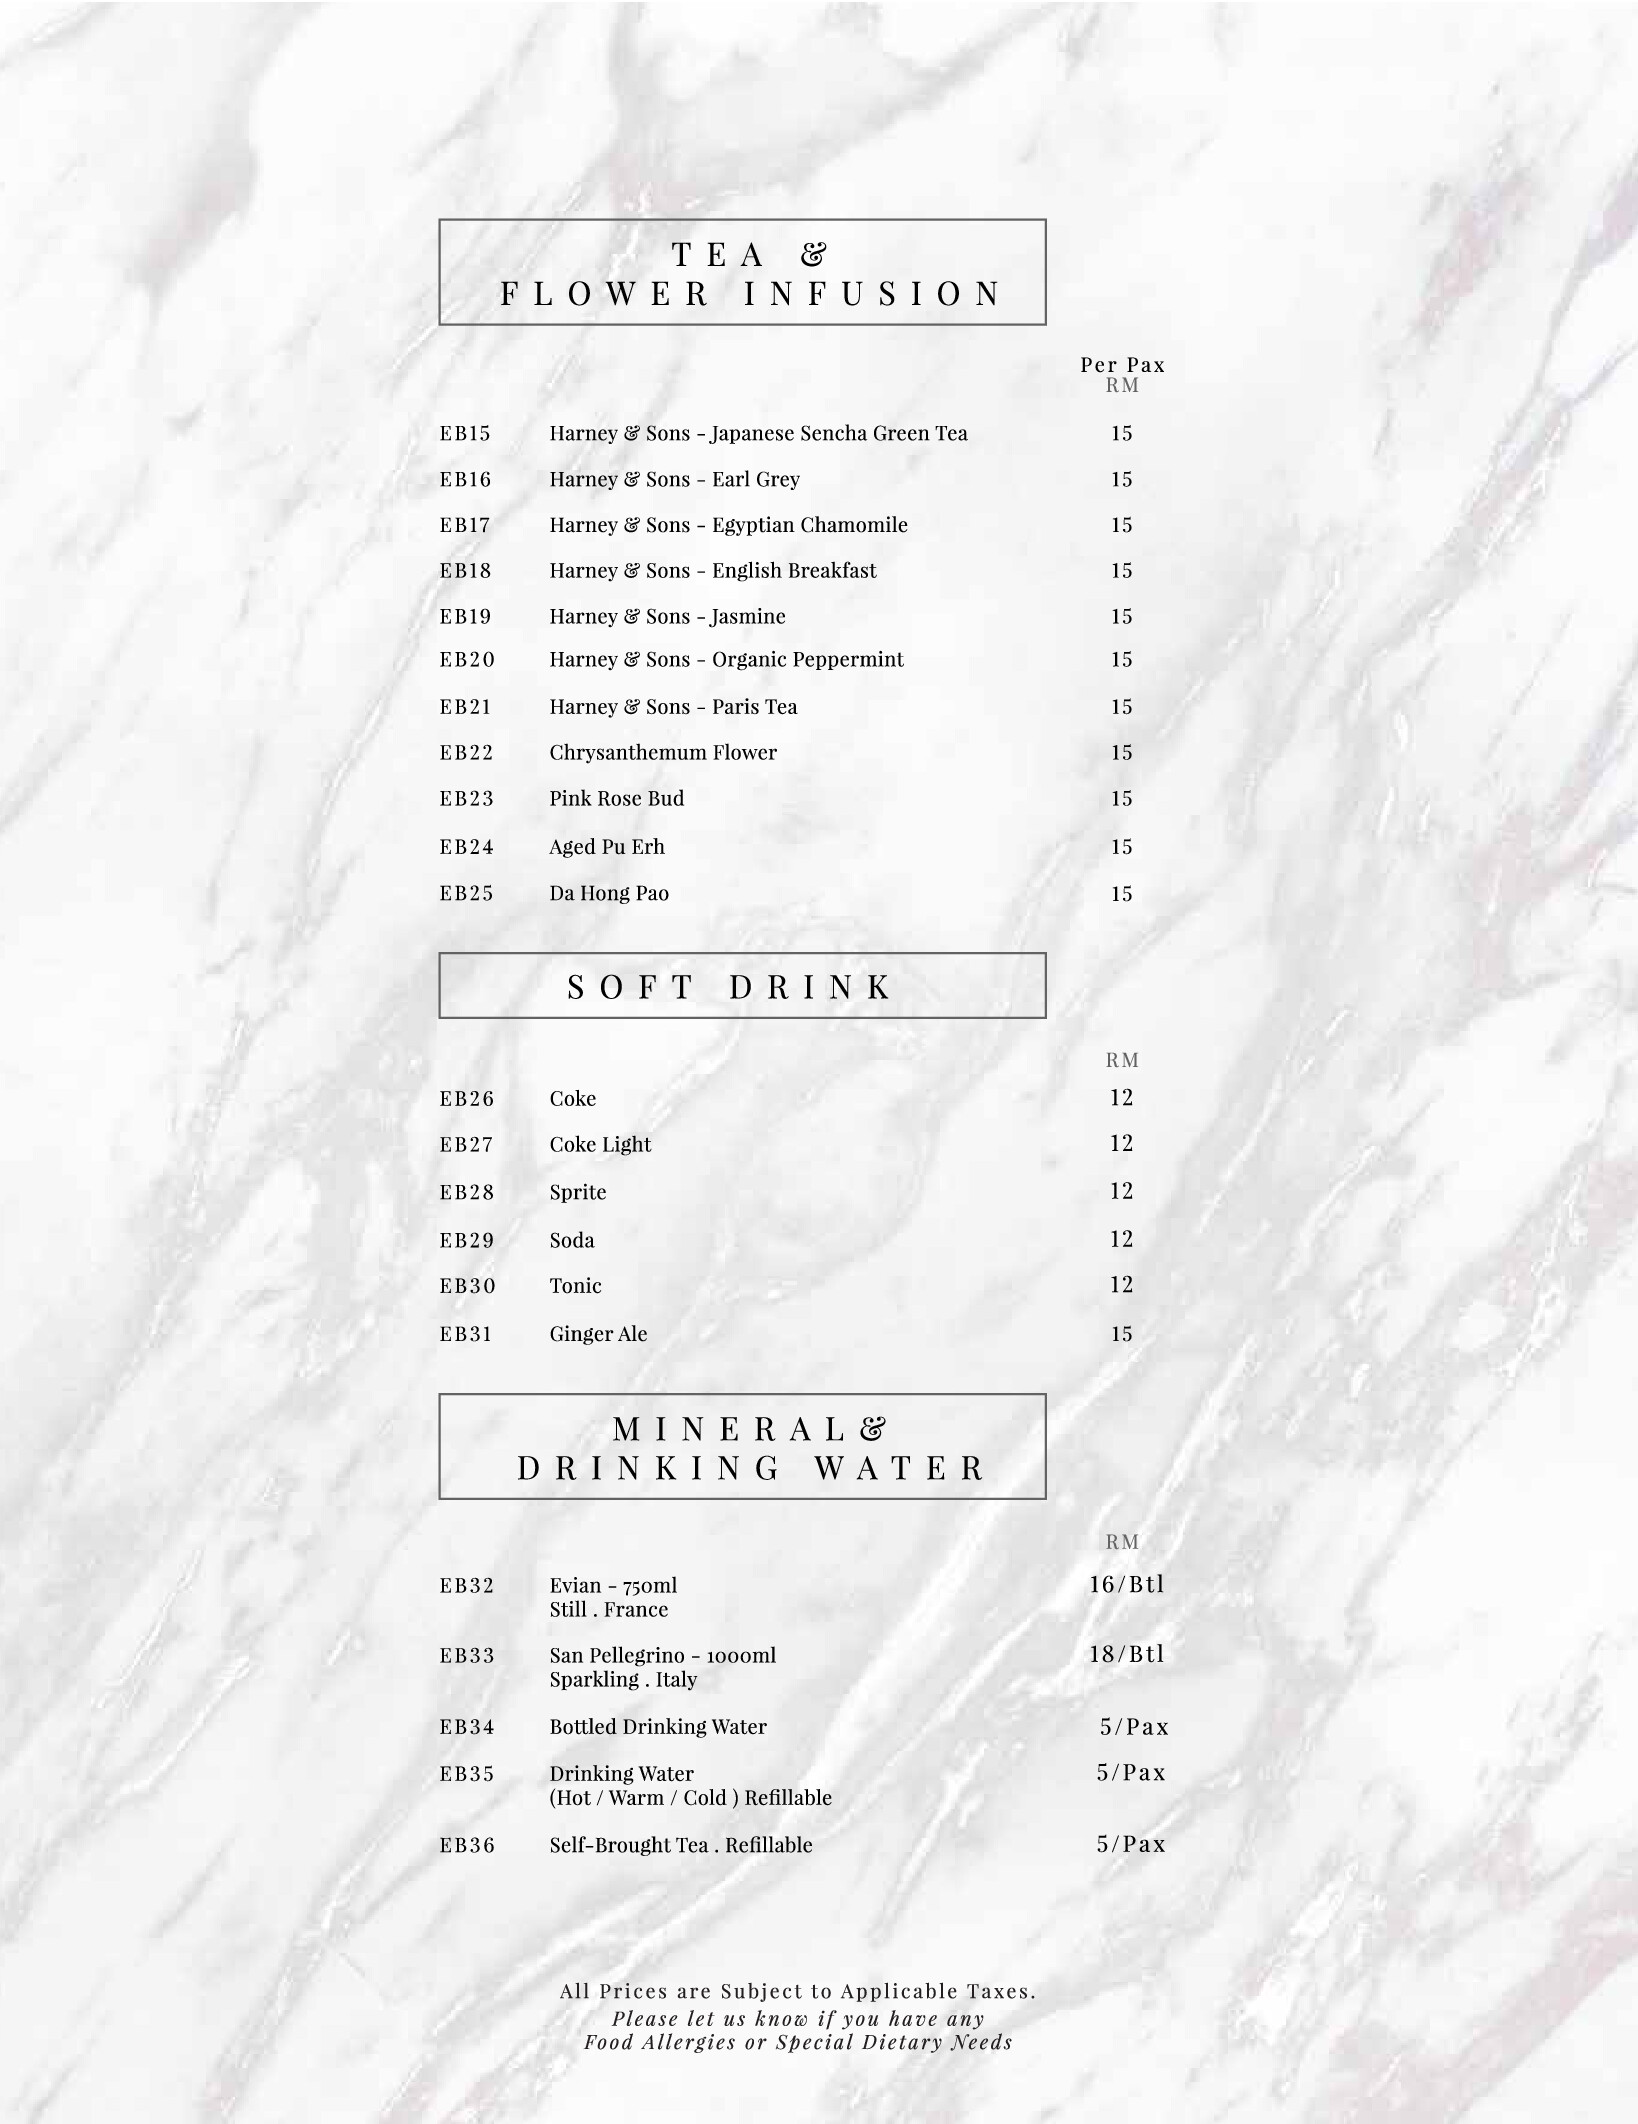 TEA &
FLOWER INFUSION
Per Pax
RM
EB15 Harney & Sons - Japanese Sencha Green Tea 15
EB16 Harney & Sons - Earl Grey 15
EB17 Harney & Sons - Egyptian Chamomile 15
EB18 Harney & Sons - English Breakfast 15
EB19 Harney & Sons - Jasmine 15
EB20 Harney & Sons - Organic Peppermint 15
EB21 Harney & Sons - Paris Tea 15
EB22 Chrysanthemum Flower 15
EB23 Pink Rose Bud 15
EB24 Aged Pu Erh 15
EB25 Da Hong Pao 15
SOFT DRINK
RM
EB26 Coke 12
EB27 Coke Light 12
EB28 Sprite 12
EB29 Soda 12
EB30 Tonic 12
EB31 Ginger Ale 15
MINERAL &
DRINKING WATER
RM
EB32 Evian - 750ml 16/Btl
Still . France
EB33 San Pellegrino - 1000ml 18/Btl
Sparkling . Italy
EB34 Bottled Drinking Water 5/Pax
EB35 Drinking Water 5/Pax
(Hot / Warm / Cold ) Refillable
EB36 Self-Brought Tea . Refillable 5/Pax
All Prices are Subject to Applicable Taxes.
Please let us know if you have any
Food Allergies or Special Dietary Needs